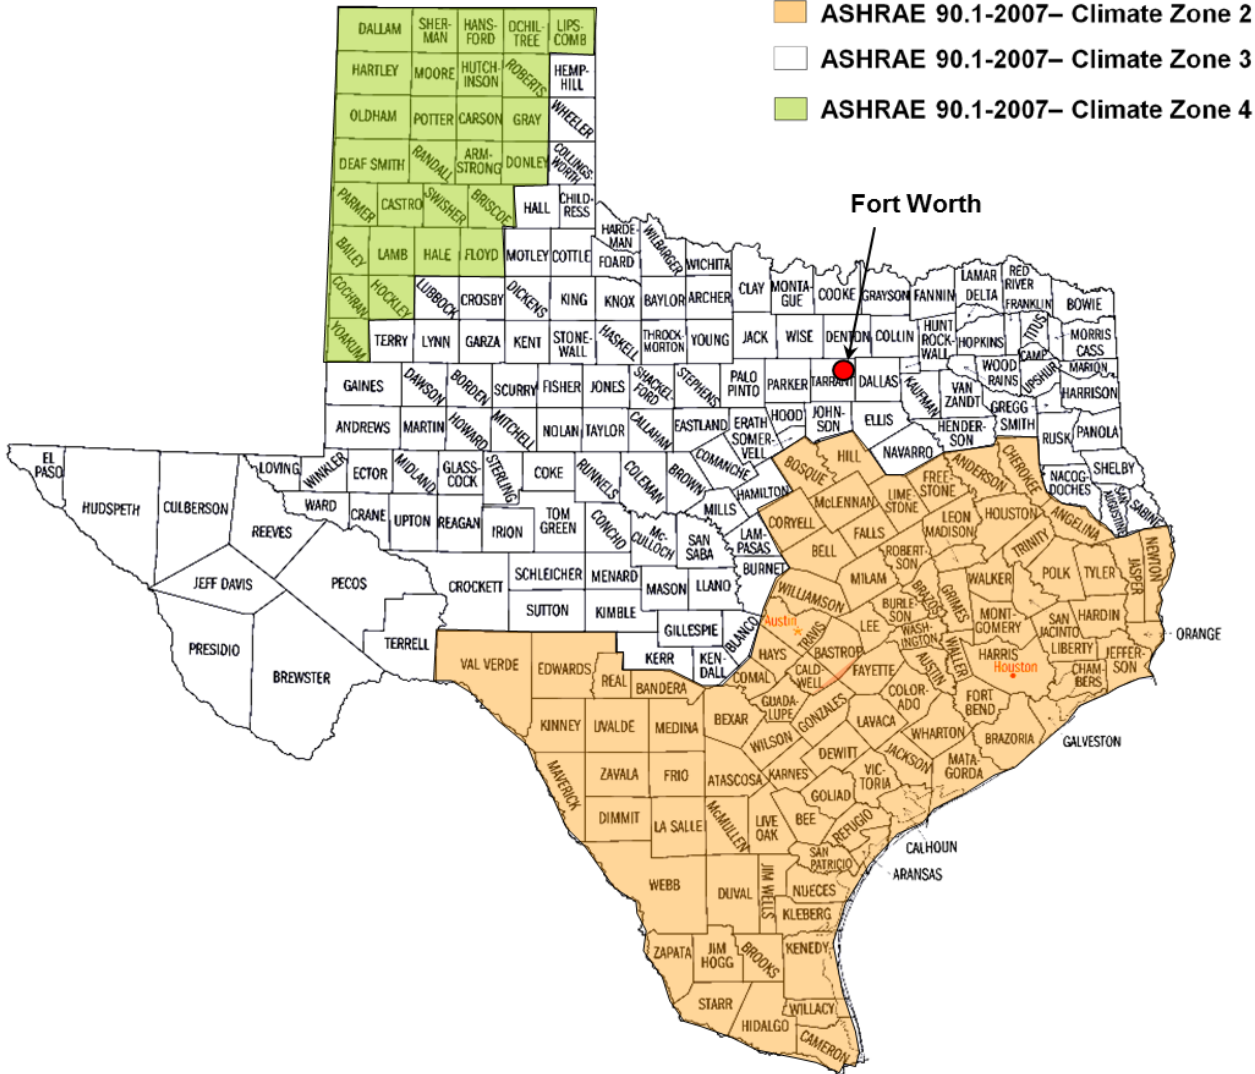 ASHRAE 90.1-2007– Climate Zone 2
ASHRAE 90.1-2007– Climate Zone 3
ASHRAE 90.1-2007– Climate Zone 4
Fort Worth
DALLAM
SHER-
MAN
HANS-
FORD
OCHIL-
TREE
LIPS-
COMB
HARTLEY
MOORE
HUTCH-
INSON
ROBERTS
HEMP-
HILL
OLDHAM
POTTER
CARSON
GRAY
WHEELER
DEAF SMITH
RANDALL
ARM-
STRONG
DONLEY
COLLINGS-
WORTH
PARMER
CASTRO
SWISHER
BRISCOE
HALL
CHILD-
RESS
BAILEY
LAMB
HALE
FLOYD
MOTLEY
COTTLE
HARDE-
MAN
FOARD
WILBARGER
WICHITA
COCHRAN
HOCKLEY
LUBBOCK
CROSBY
DICKENS
KING
KNOX
BAYLOR
ARCHER
CLAY
MONTA-
GUE
COOKE
GRAYSON
FANNIN
LAMAR
DELTA
RED
RIVER
FRANKLIN
BOWIE
YOAKUM
TERRY
LYNN
GARZA
KENT
STONE-
WALL
HASKELL
THROCK-
MORTON
YOUNG
JACK
WISE
DENTON
COLLIN
HUNT
ROCK-
WALL
HOPKINS
TITUS
CAMP
MORRIS
CASS
MARION
GAINES
DAWSON
BORDEN
SCURRY
FISHER
JONES
SHACKEL-
FORD
STEPHENS
PALO
PINTO
PARKER
TARRANT
DALLAS
KAUFMAN
VAN
ZANDT
WOOD
RAINS
UPSHUR
HARRISON
GREGG
SMITH
ANDREWS
MARTIN
HOWARD
MITCHELL
NOLAN
TAYLOR
CALLAHAN
EASTLAND
ERATH
SOMER-
VELL
HOOD
JOHN-
SON
ELLIS
NAVARRO
HENDER-
SON
RUSK
PANOLA
EL
PASO
HUDSPETH
CULBERSON
LOVING
WINKLER
ECTOR
MIDLAND
GLASS-
COCK
STERLING
COKE
RUNNELS
COLEMAN
BROWN
COMANCHE
HAMILTON
BOSQUE
HILL
FREE-
STONE
ANDERSON
CHEROKEE
NACOG-
DOCHES
SHELBY
SAN
AUGUSTINE
SABINE
REEVES
WARD
CRANE
UPTON
REAGAN
IRION
TOM
GREEN
CONCHO
Mc-
CULLOCH
SAN
SABA
MILLS
LAM-
PASAS
CORYELL
McLENNAN
LIME-
STONE
FALLS
LEON
MADISON
HOUSTON
ANGELINA
TRINITY
BELL
ROBERT-
SON
JEFF DAVIS
PECOS
CROCKETT
SCHLEICHER
MENARD
MASON
LLANO
BURNET
WILLIAMSON
MILAM
BRAZOS
GRIMES
WALKER
POLK
TYLER
JASPER
NEWTON
SUTTON
KIMBLE
GILLESPIE
BLANCO
Austin
TRAVIS
LEE
BURLE-
SON
WASH-
INGTON
MONT-
GOMERY
SAN
JACINTO
HARDIN
ORANGE
PRESIDIO
BREWSTER
TERRELL
VAL VERDE
EDWARDS
REAL
KERR
KEN-
DALL
BANDERA
COMAL
HAYS
CALD-
WELL
BASTROP
FAYETTE
AUSTIN
WALLER
HARRIS
Houston
LIBERTY
CHAM-
BERS
JEFFER-
SON
KINNEY
UVALDE
MEDINA
BEXAR
GUADA-
LUPE
GONZALES
COLOR-
ADO
LAVACA
FORT
BEND
WHARTON
BRAZORIA
GALVESTON
WILSON
DEWITT
JACKSON
MATA-
GORDA
MAVERICK
ZAVALA
FRIO
ATASCOSA
KARNES
VIC-
TORIA
GOLIAD
DIMMIT
LA SALLE
McMULLEN
LIVE
OAK
BEE
REFUGIO
CALHOUN
ARANSAS
SAN
PATRICIO
WEBB
DUVAL
JIM WELLS
NUECES
KLEBERG
ZAPATA
JIM
HOGG
BROOKS
KENEDY
STARR
HIDALGO
WILLACY
CAMERON